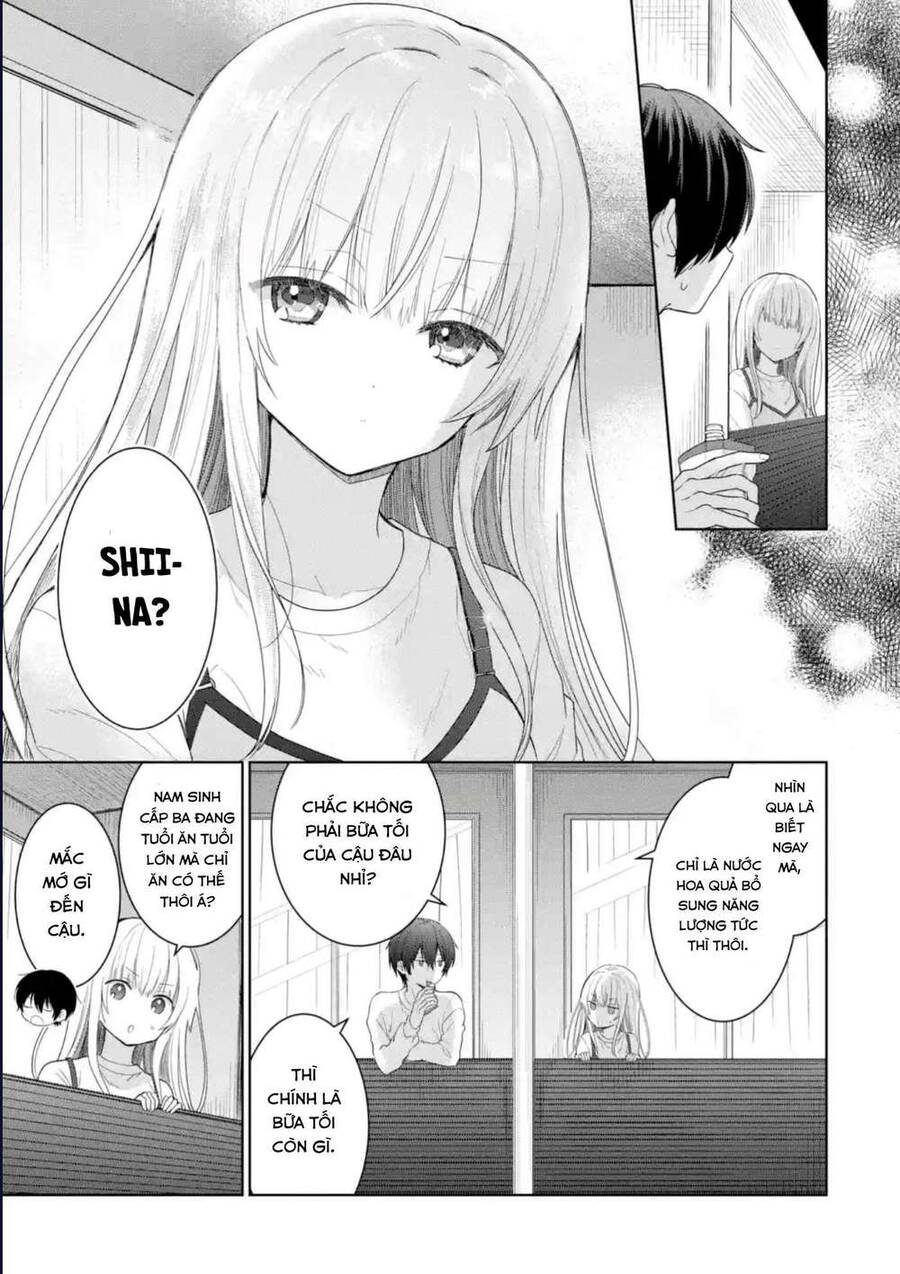 SHII-
NA?
NHÌN
QUA LÀ
BIẾT
NGAY
MÀ,
CHỈ LÀ NƯỚC
HOA QUẢ BỔ
SUNG NĂNG
LƯỢNG TỨC
THÌ THÔI.
CHẮC KHÔNG
PHẢI BỮA TỐI
CỦA CẬU ĐÂU
NHỈ?
THÌ
CHÍNH LÀ
BỮA TỐI
CÒN GÌ.
NAM SINH
CẤP BA ĐANG
TUỔI ĂN TUỔI
LỚN MÀ CHỈ
ĂN CÓ THẾ
THÔI Á?
MẮC
MỚ GÌ
ĐẾN
CẬU.